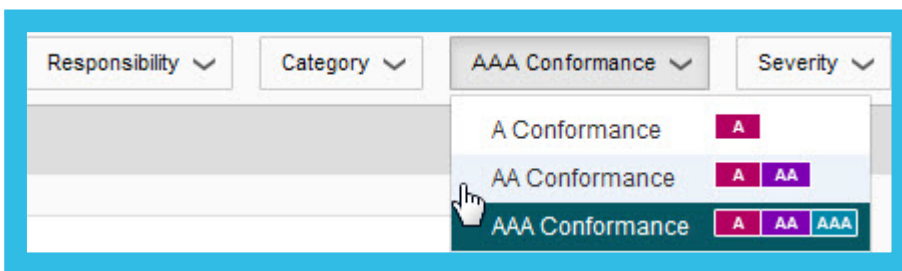 Responsibility Category AAA Conformance Severity
A Conformance A
AA Conformance A AA
AAA Conformance A AA AAA